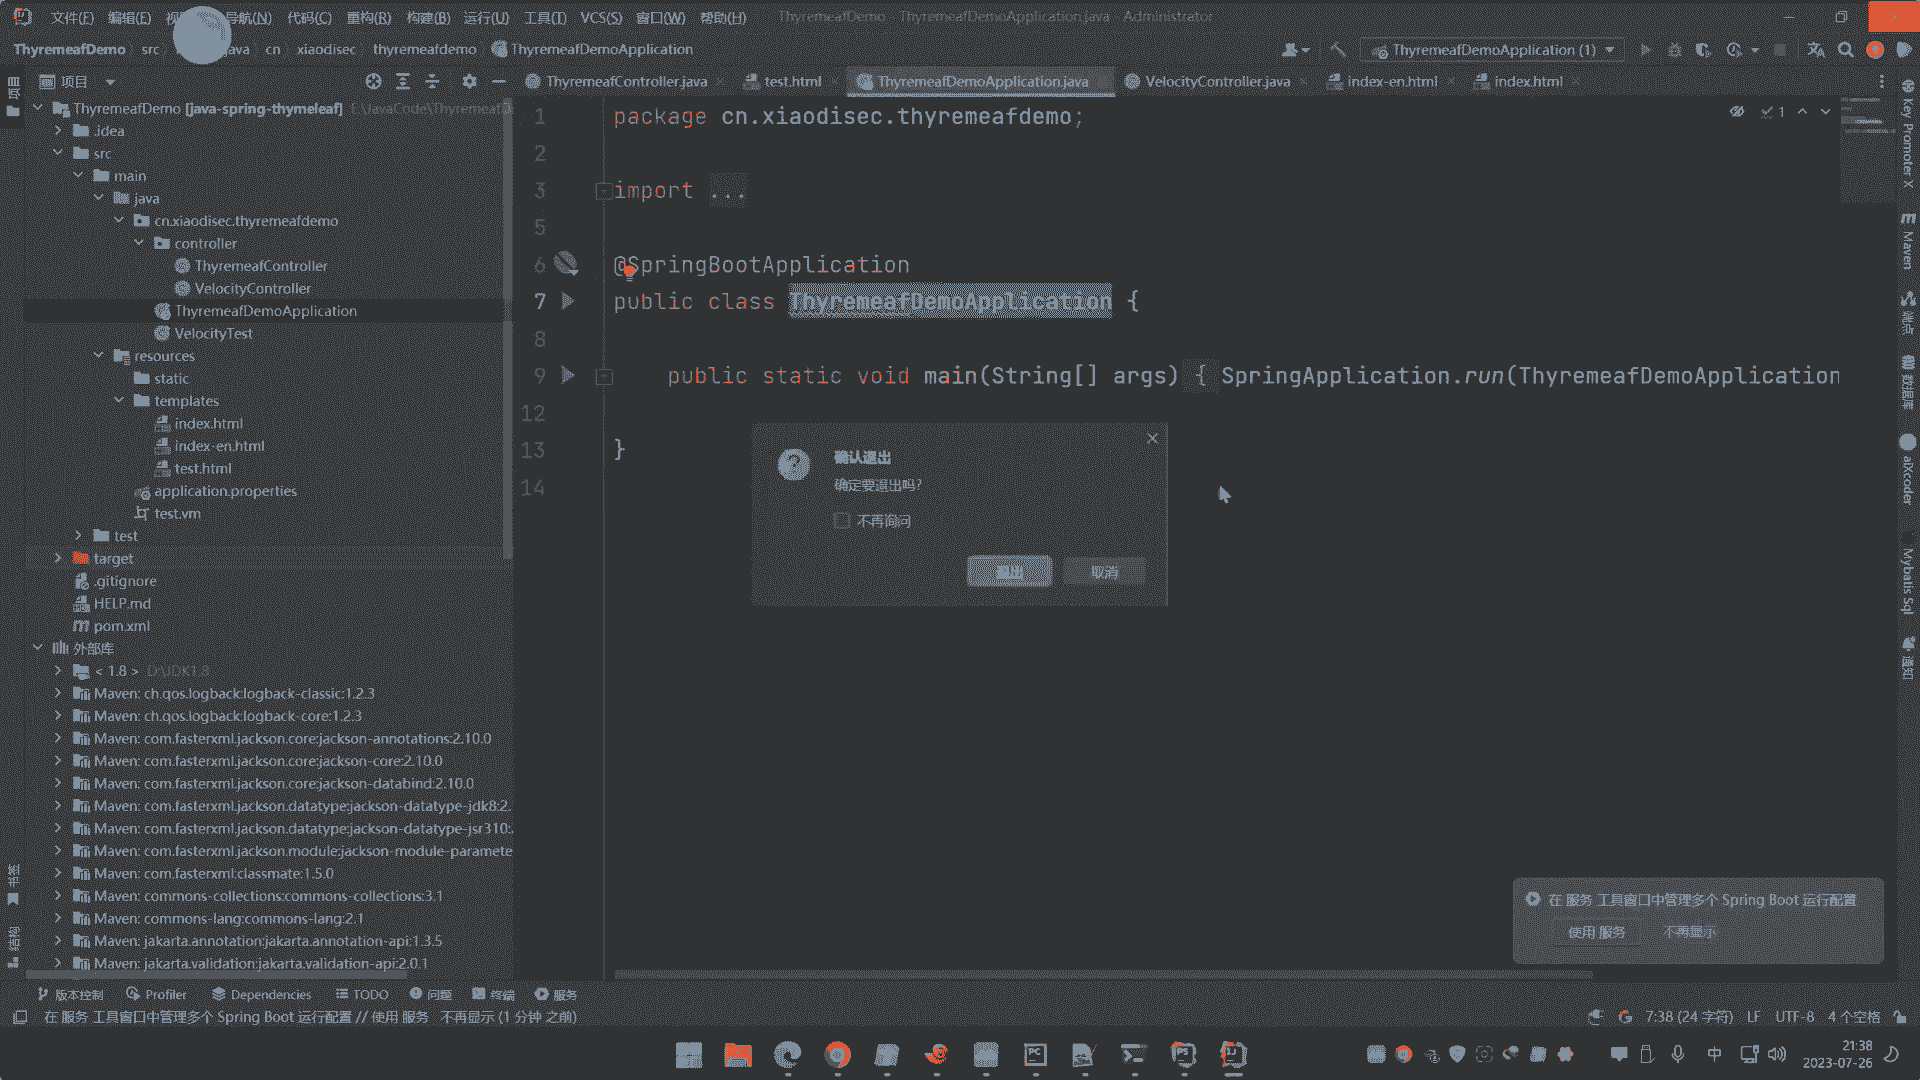 文件(F) 编辑(E) 导航(N) 代码(C) 重构(R) 构建(B) 运行(U) 工具(T) VCS(S) 窗口(W) 帮助(H) ThyremeafDemo - ThyremeafDemoApplication.java - Administrator
ThyremeafDemo src java cn xiaodisec thyremeafdemo ThyremeafDemoApplication ThyremeafDemoApplication (1)
项目 ThyremeafController.java test.html ThyremeafDemoApplication.java VelocityController.java index-en.html index.html
ThyremeafDemo [java-spring-thymeleaf]
.idea
src
main
java
cn.xiaodisec.thyremeafdemo
controller
ThyremeafController
VelocityController
ThyremeafDemoApplication
VelocityTest
resources
static
templates
index.html
index-en.html
test.html
application.properties
test.vm
test
target
.gitignore
HELP.md
pom.xml
外部库
< 1.8 > D:\JDK1.8
Maven: ch.qos.logback:logback-classic:1.2.3
Maven: ch.qos.logback:logback-core:1.2.3
Maven: com.fasterxml.jackson.core:jackson-annotations:2.10.0
Maven: com.fasterxml.jackson.core:jackson-core:2.10.0
Maven: com.fasterxml.jackson.core:jackson-databind:2.10.0
Maven: com.fasterxml.jackson.datatype:jackson-datatype-jdk8:2.
Maven: com.fasterxml.jackson.datatype:jackson-datatype-jsr310:
Maven: com.fasterxml.jackson.module:jackson-module-paramete
Maven: com.fasterxml:classmate:1.5.0
Maven: commons-collections:commons-collections:3.1
Maven: commons-lang:commons-lang:2.1
Maven: jakarta.annotation:jakarta.annotation-api:1.3.5
Maven: jakarta.validation:jakarta.validation-api:2.0.1
1 package cn.xiaodisec.thyremeafdemo;
2
3 import ...
5
6 @SpringBootApplication
7 public class ThyremeafDemoApplication {
8
9 public static void main(String[] args) { SpringApplication.run(ThyremeafDemoApplication
12
13 }
14
1
确认退出
确定要退出吗?
不再询问
退出 取消
在 服务 工具窗口中管理多个 Spring Boot 运行配置
使用 服务 不再显示
项目
书签
结构
Key Promoter X
Maven
端点
数据库
aiXcoder
Mybatis Sql
通知
版本控制 Profiler Dependencies TODO 问题 终端 服务
在 服务 工具窗口中管理多个 Spring Boot 运行配置 // 使用 服务 不再显示 (1 分钟 之前) 7:38 (24 字符) LF UTF-8 4 个空格
PC PS IJ 中
21:38
2023-07-26